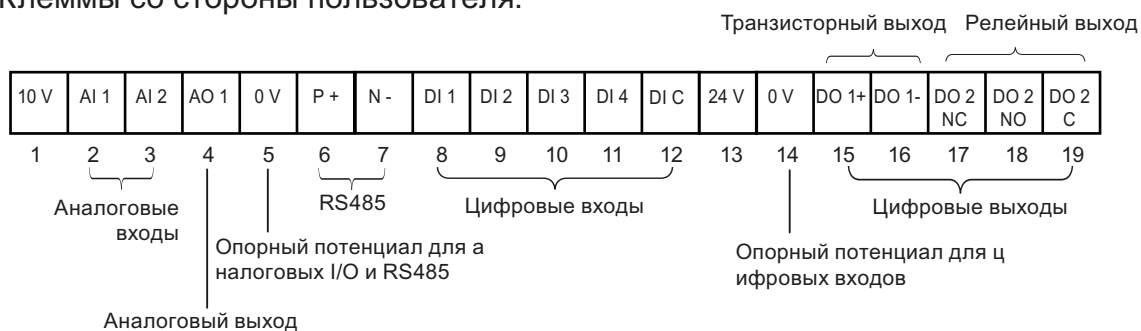 Клеммы со стороны пользователя:
Транзисторный выход Релейный выход
10 V AI 1 AI 2 AO 1 0 V P + N - DI 1 DI 2 DI 3 DI 4 DI C 24 V 0 V DO 1+ DO 1- DO 2 NC DO 2 NO DO 2 C
1 2 3 4 5 6 7 8 9 10 11 12 13 14 15 16 17 18 19
Аналоговые
входы
RS485
Цифровые входы
Цифровые выходы
Опорный потенциал для а
налоговых I/O и RS485
Опорный потенциал для ц
ифровых входов
Аналоговый выход